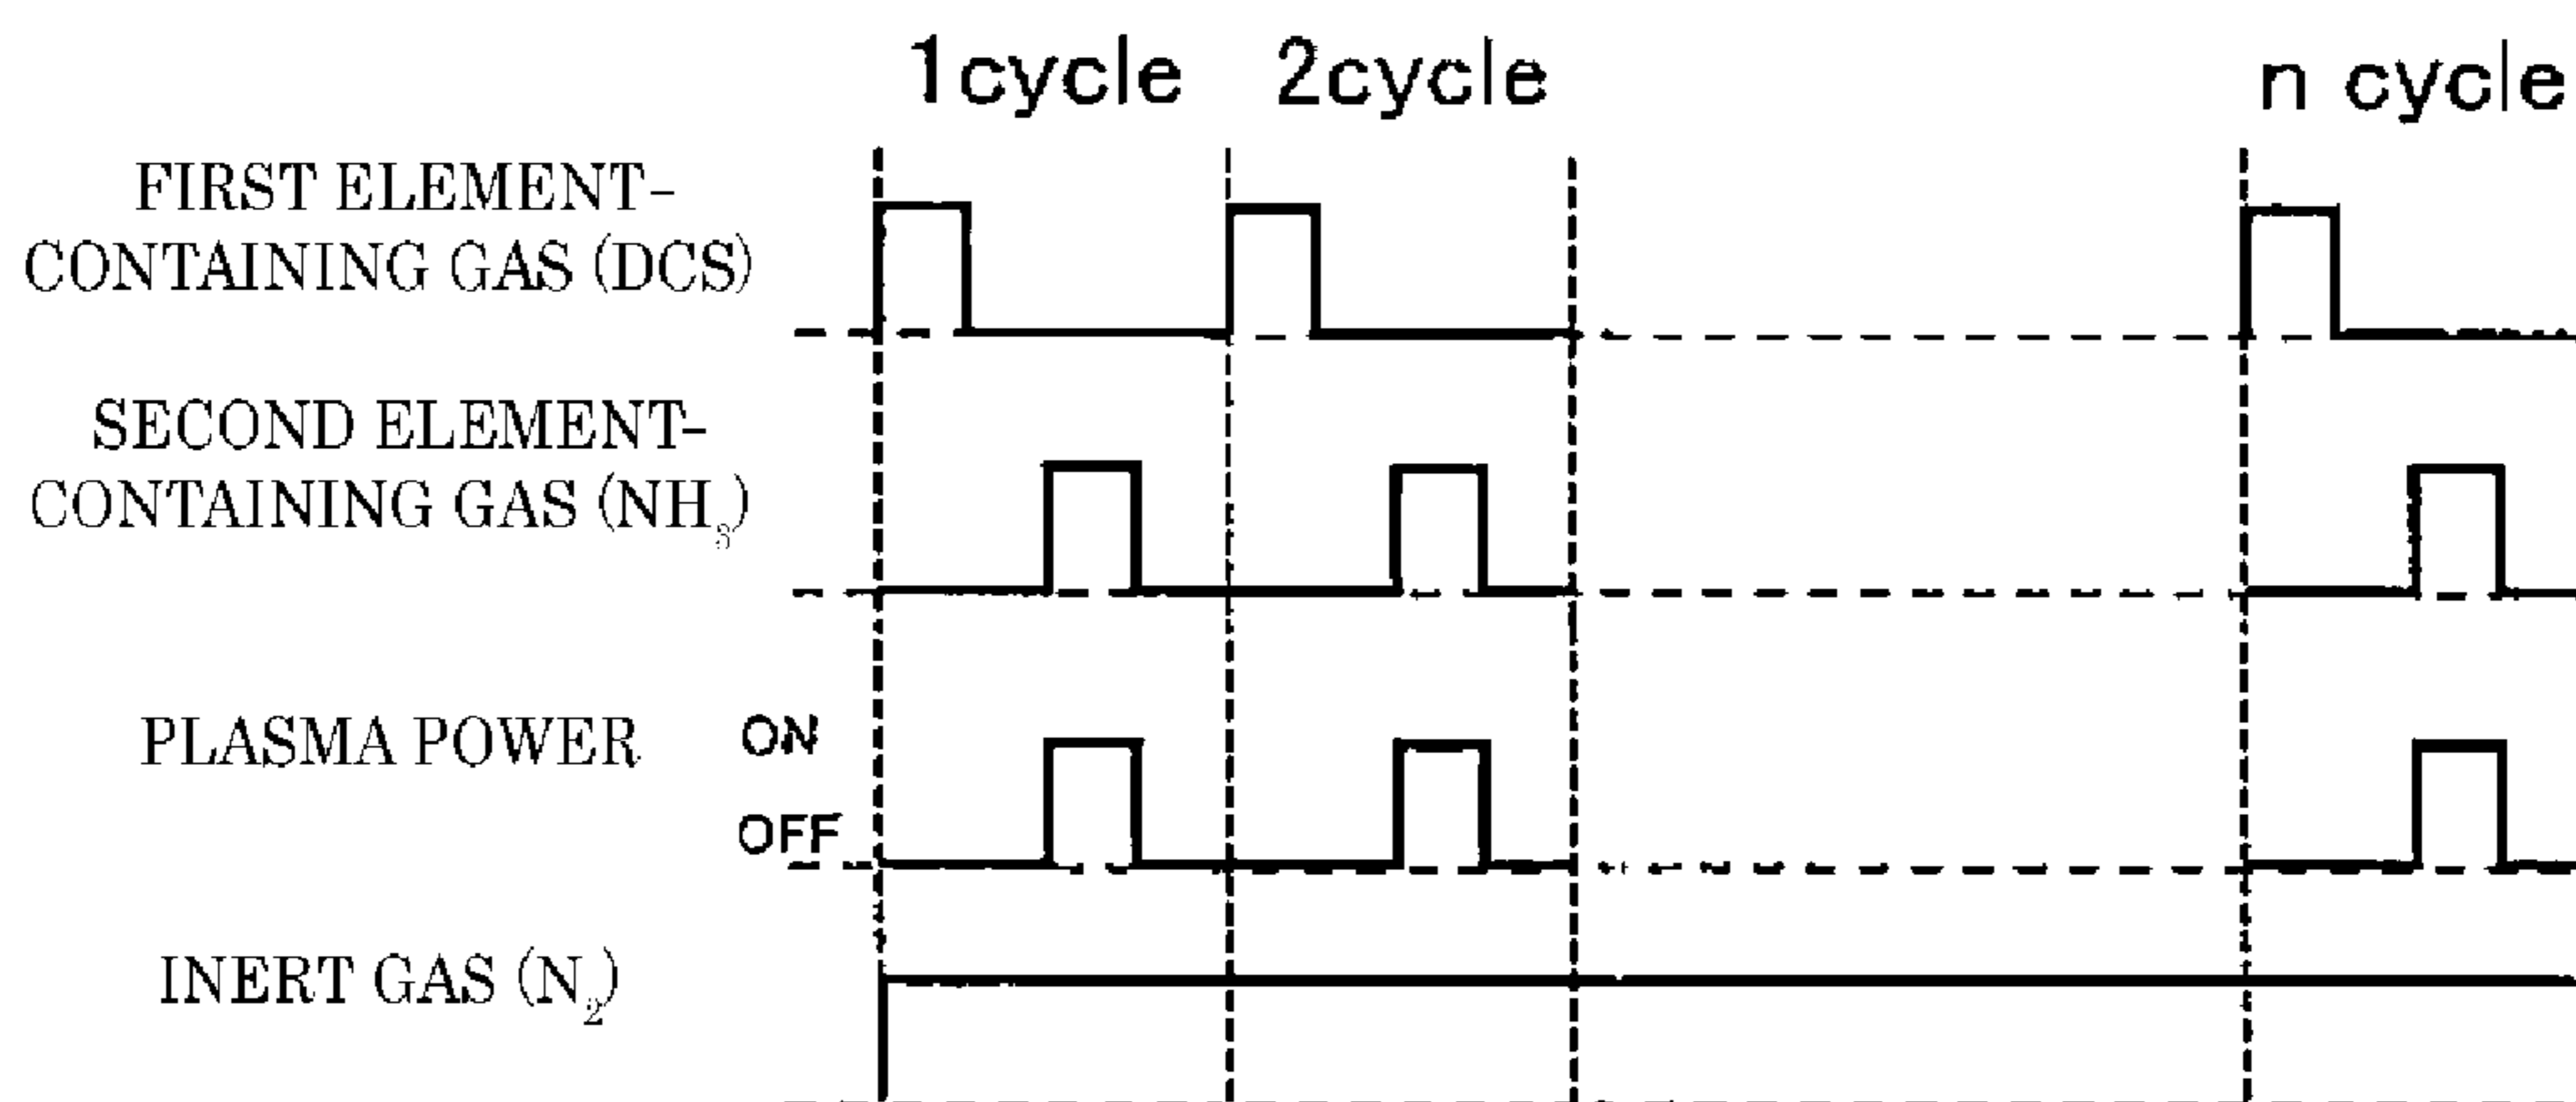 1cycle 2cycle n cycle
FIRST ELEMENT-
CONTAINING GAS (DCS)
SECOND ELEMENT-
CONTAINING GAS (NH₃)
PLASMA POWER ON
OFF
INERT GAS (N₂)